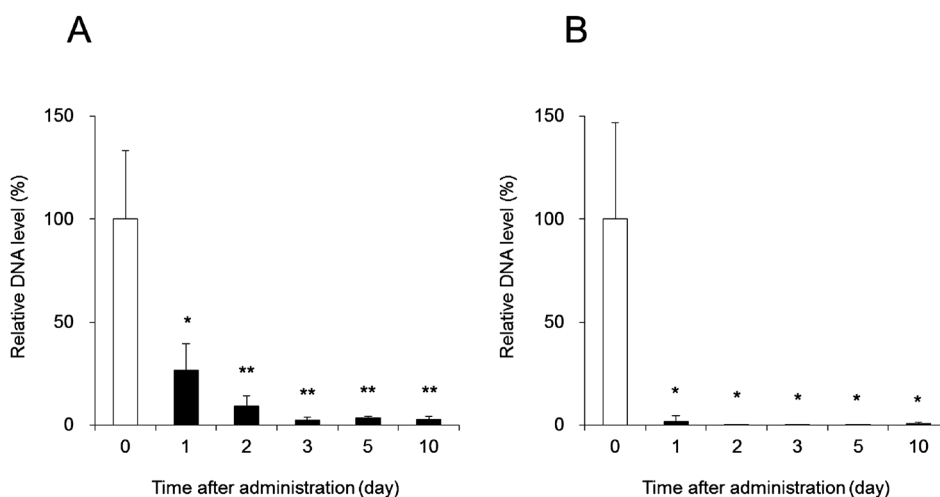 A
Relative DNA level (%)
150
100
50
0
*
**
**
**
**
0 1 2 3 5 10
Time after administration (day)
B
Relative DNA level (%)
150
100
50
0
*
*
*
*
*
0 1 2 3 5 10
Time after administration (day)